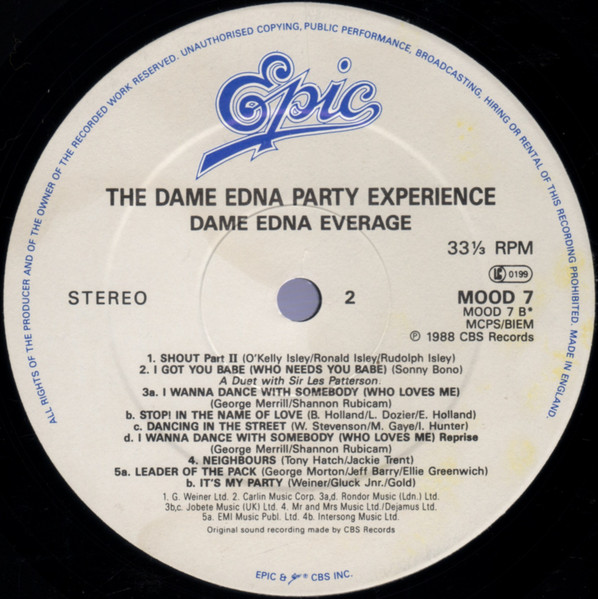 ALL RIGHTS OF THE PRODUCER AND OF THE OWNER OF THE RECORDED WORK RESERVED. UNAUTHORISED COPYING, PUBLIC PERFORMANCE, BROADCASTING, HIRING OR RENTAL OF THIS RECORDING PROHIBITED. MADE IN ENGLAND.
Epic
THE DAME EDNA PARTY EXPERIENCE
DAME EDNA EVERAGE
33⅓ RPM
LC 0199
STEREO 2 MOOD 7
MOOD 7 B*
MCPS/BIEM
℗ 1988 CBS Records
1. SHOUT Part II (O'Kelly Isley/Ronald Isley/Rudolph Isley)
2. I GOT YOU BABE (WHO NEEDS YOU BABE) (Sonny Bono)
A Duet with Sir Les Patterson
3a. I WANNA DANCE WITH SOMEBODY (WHO LOVES ME)
(George Merrill/Shannon Rubicam)
b. STOP! IN THE NAME OF LOVE (B. Holland/L. Dozier/E. Holland)
c. DANCING IN THE STREET (W. Stevenson/M. Gaye/I. Hunter)
d. I WANNA DANCE WITH SOMEBODY (WHO LOVES ME) Reprise
(George Merrill/Shannon Rubicam)
4. NEIGHBOURS (Tony Hatch/Jackie Trent)
5a. LEADER OF THE PACK (George Morton/Jeff Barry/Ellie Greenwich)
b. IT'S MY PARTY (Weiner/Gluck Jnr./Gold)
1. G. Weiner Ltd. 2. Carlin Music Corp. 3a,d. Rondor Music (Ldn.) Ltd.
3b,c. Jobete Music (UK) Ltd. 4. Mr and Mrs Music Ltd./Dejamus Ltd.
5a. EMI Music Publ. Ltd. 4b. Intersong Music Ltd.
Original sound recording made by CBS Records
EPIC & CBS INC.